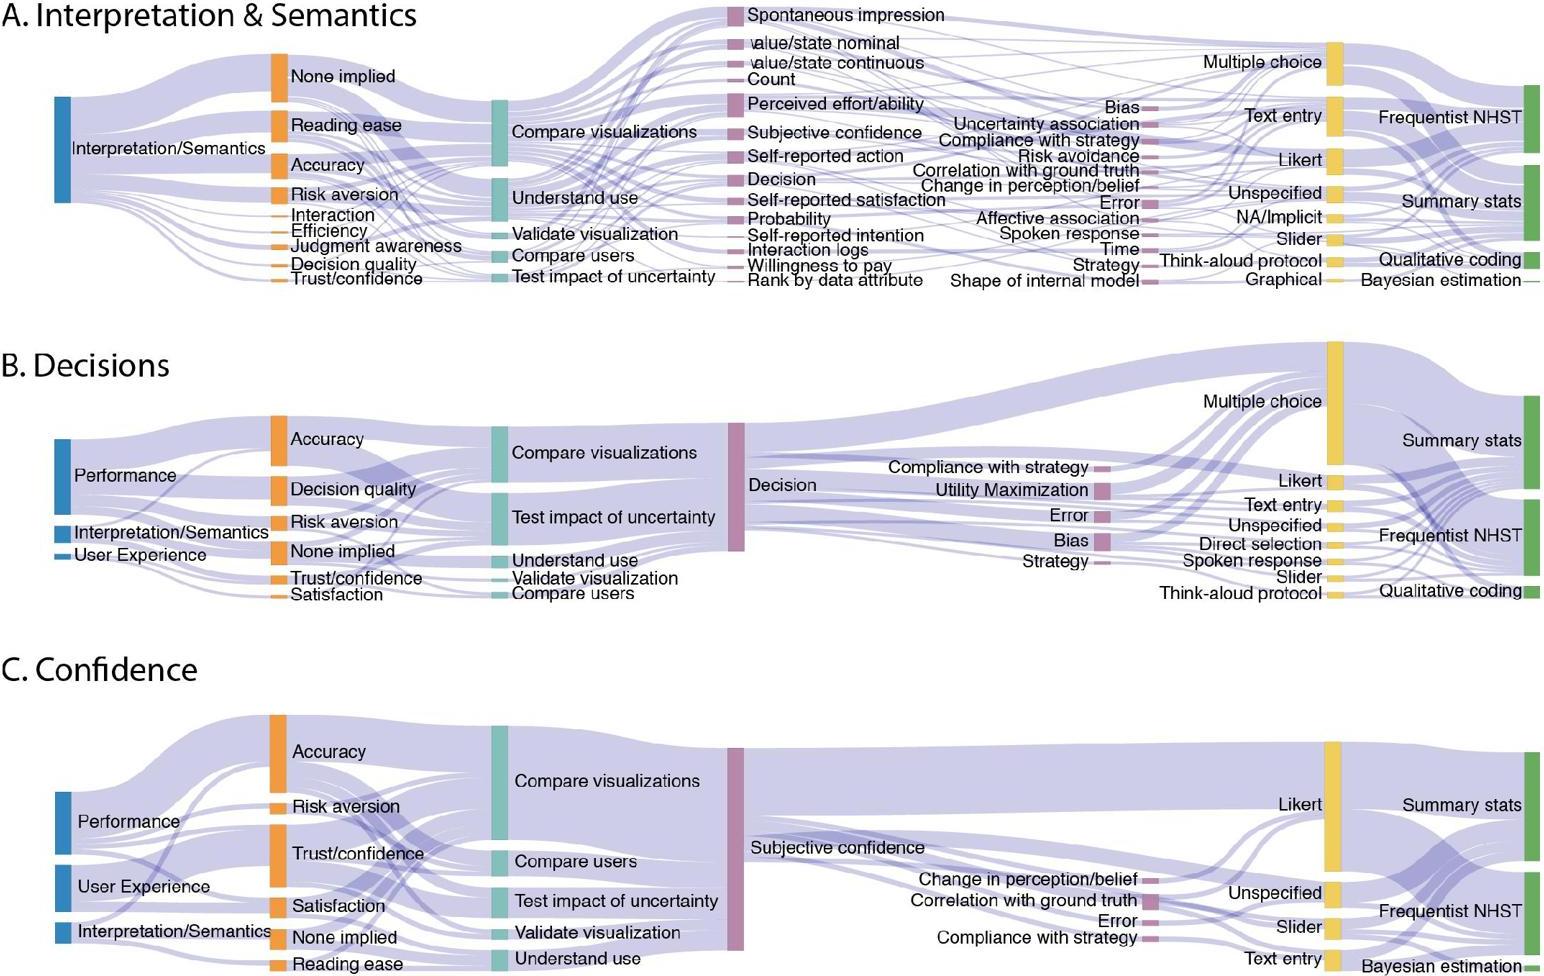 A. Interpretation & Semantics
Interpretation/Semantics
None implied
Reading ease
Accuracy
Risk aversion
Interaction
Efficiency
Judgment awareness
Decision quality
Trust/confidence
Compare visualizations
Understand use
Validate visualization
Compare users
Test impact of uncertainty
Spontaneous impression
value/state nominal
value/state continuous
Count
Perceived effort/ability
Subjective confidence
Self-reported action
Decision
Self-reported satisfaction
Probability
Self-reported intention
Interaction logs
Willingness to pay
Rank by data attribute
Bias
Uncertainty association
Compliance with strategy
Risk avoidance
Correlation with ground truth
Change in perception/belief
Error
Affective association
Spoken response
Time
Strategy
Shape of internal model
Multiple choice
Text entry
Likert
Unspecified
NA/Implicit
Slider
Think-aloud protocol
Graphical
Frequentist NHST
Summary stats
Qualitative coding
Bayesian estimation
B. Decisions
Performance
Interpretation/Semantics
User Experience
Accuracy
Decision quality
Risk aversion
None implied
Trust/confidence
Satisfaction
Compare visualizations
Test impact of uncertainty
Understand use
Validate visualization
Compare users
Decision
Compliance with strategy
Utility Maximization
Error
Bias
Strategy
Multiple choice
Likert
Text entry
Unspecified
Direct selection
Spoken response
Slider
Think-aloud protocol
Summary stats
Frequentist NHST
Qualitative coding
C. Confidence
Performance
User Experience
Interpretation/Semantics
Accuracy
Risk aversion
Trust/confidence
Satisfaction
None implied
Reading ease
Compare visualizations
Compare users
Test impact of uncertainty
Validate visualization
Understand use
Subjective confidence
Change in perception/belief
Correlation with ground truth
Error
Compliance with strategy
Likert
Unspecified
Slider
Text entry
Summary stats
Frequentist NHST
Bayesian estimation